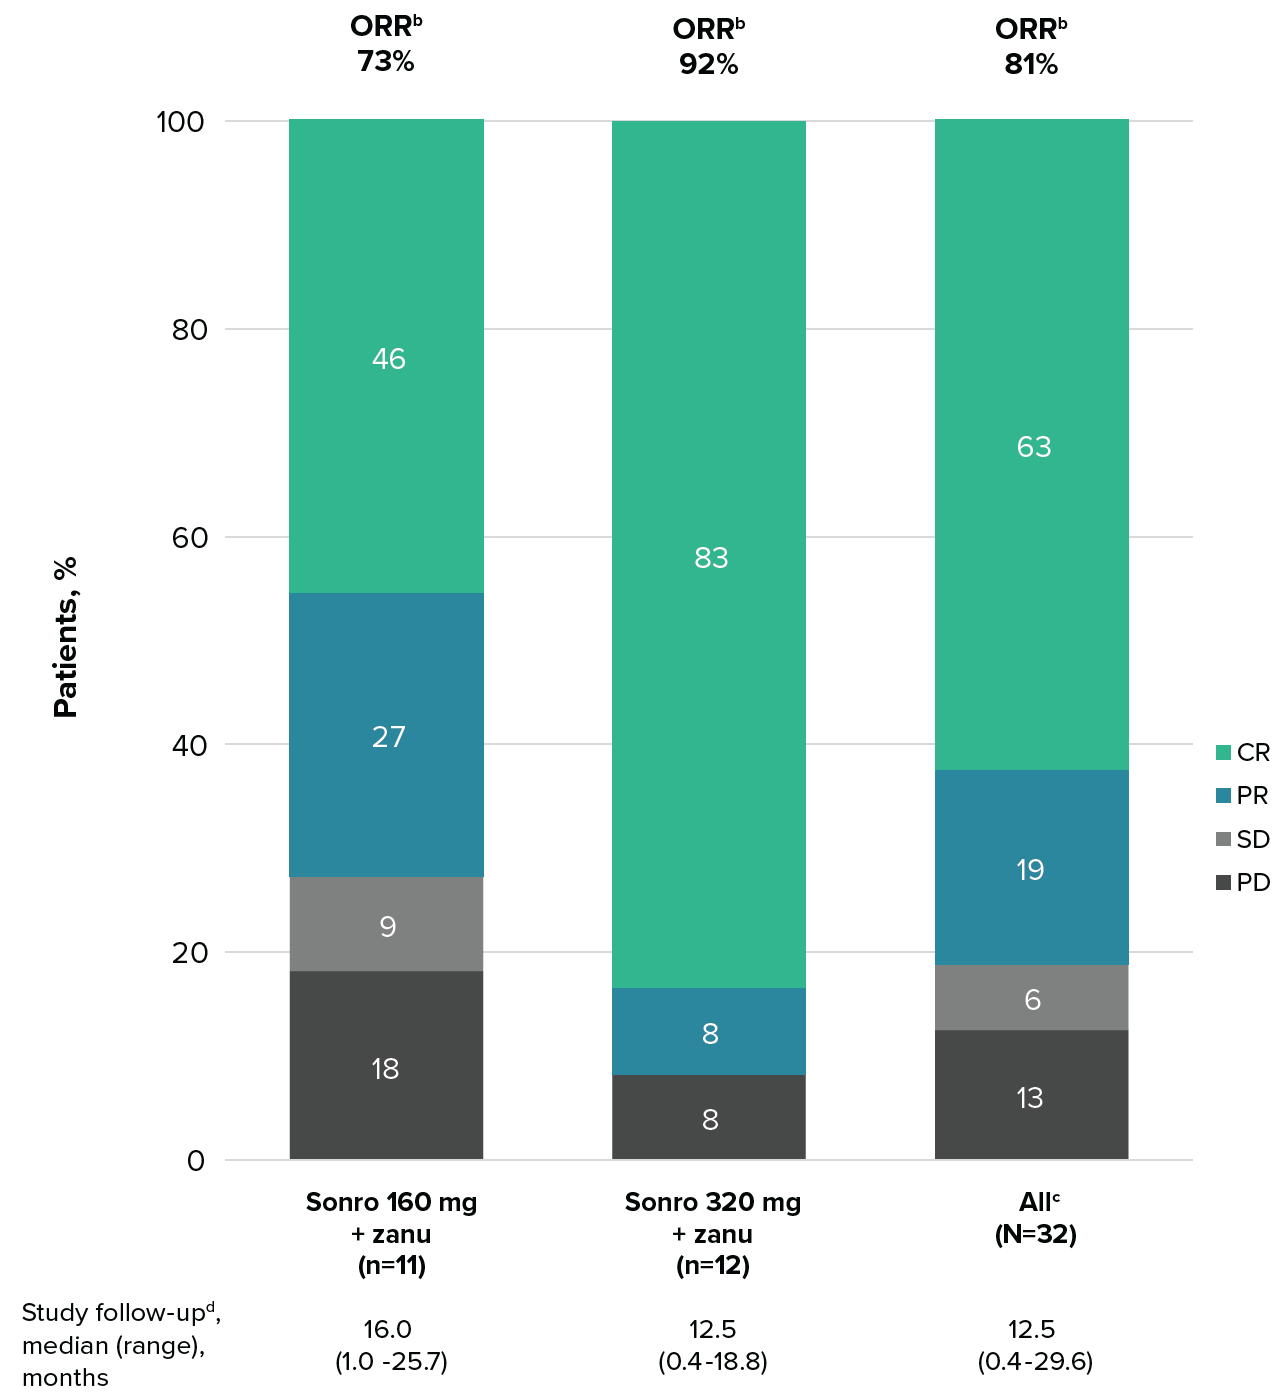 ORRᵇ
73%
ORRᵇ
92%
ORRᵇ
81%
100
80
60
40
20
0
Patients, %
46
27
9
18
83
8
8
63
19
6
13
CR
PR
SD
PD
Sonro 160 mg
+ zanu
(n=11)
Sonro 320 mg
+ zanu
(n=12)
Allᶜ
(N=32)
Study follow-upᵈ,
median (range),
months
16.0
(1.0 -25.7)
12.5
(0.4-18.8)
12.5
(0.4-29.6)